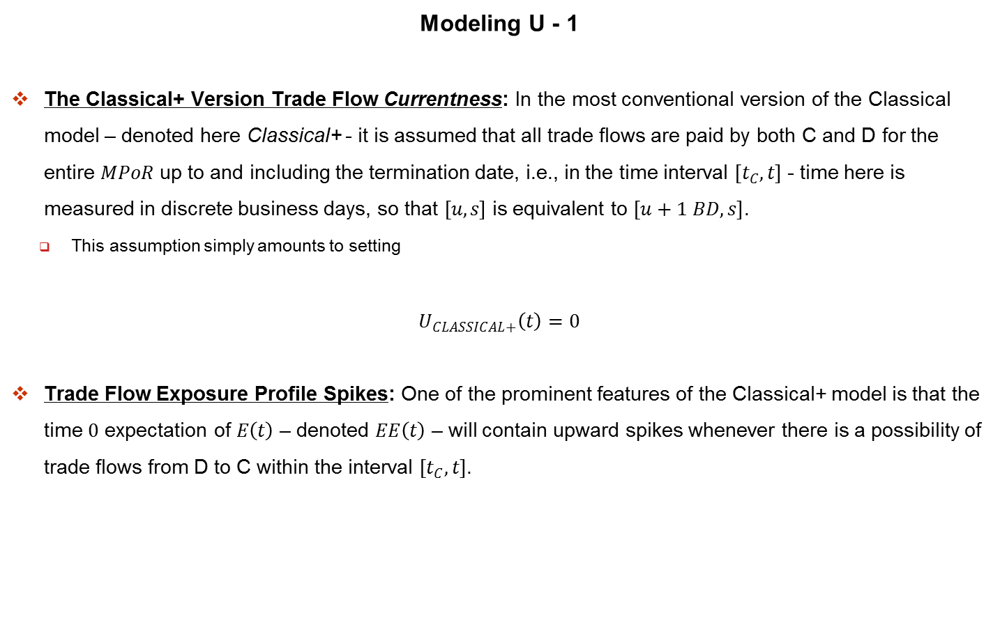 Modeling U - 1
❖ The Classical+ Version Trade Flow Currentness: In the most conventional version of the Classical
model – denoted here Classical+ - it is assumed that all trade flows are paid by both C and D for the
entire MPoR up to and including the termination date, i.e., in the time interval [t_C, t] - time here is
measured in discrete business days, so that [u, s] is equivalent to [u + 1 BD, s].
❑ This assumption simply amounts to setting
U_{CLASSICAL+}(t) = 0
❖ Trade Flow Exposure Profile Spikes: One of the prominent features of the Classical+ model is that the
time 0 expectation of E(t) – denoted EE(t) – will contain upward spikes whenever there is a possibility of
trade flows from D to C within the interval [t_C, t].